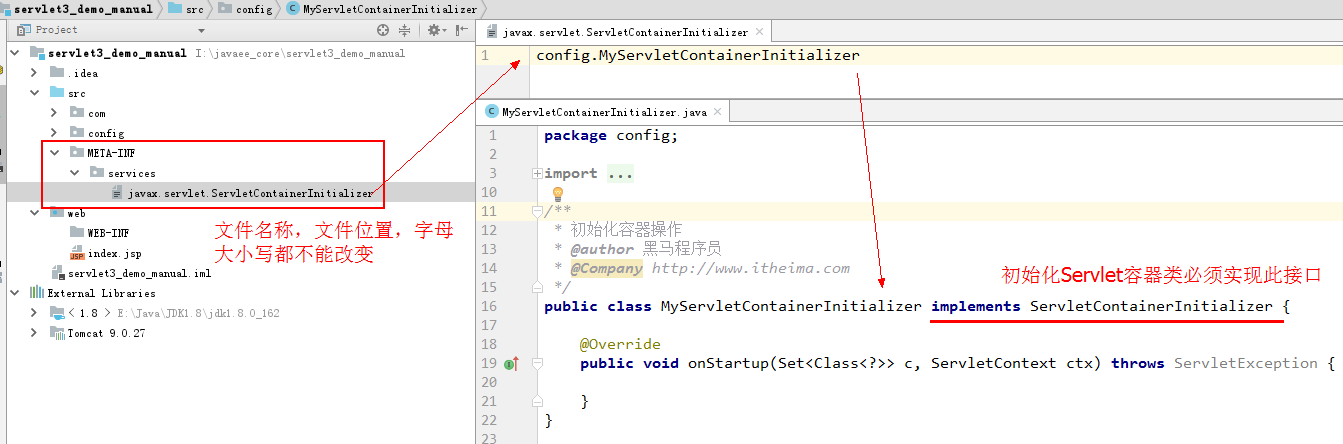 servlet3_demo_manual src config MyServletContainerInitializer
Project
servlet3_demo_manual I:\javaee_core\servlet3_demo_manual
.idea
src
com
config
META-INF
services
javax.servlet.ServletContainerInitializer
web
WEB-INF
index.jsp
servlet3_demo_manual.iml
External Libraries
< 1.8 > E:\Java\JDK1.8\jdk1.8.0_162
Tomcat 9.0.27
文件名称，文件位置，字母
大小写都不能改变
javax.servlet.ServletContainerInitializer
1 config.MyServletContainerInitializer
MyServletContainerInitializer.java
1 package config;
2
3 import ...
10
11 /**
12 * 初始化容器操作
13 * @author 黑马程序员
14 * @Company http://www.itheima.com
15 */
初始化Servlet容器类必须实现此接口
16 public class MyServletContainerInitializer implements ServletContainerInitializer {
17
18 @Override
19 public void onStartup(Set<Class<?>> c, ServletContext ctx) throws ServletException {
20
21 }
22 }
23